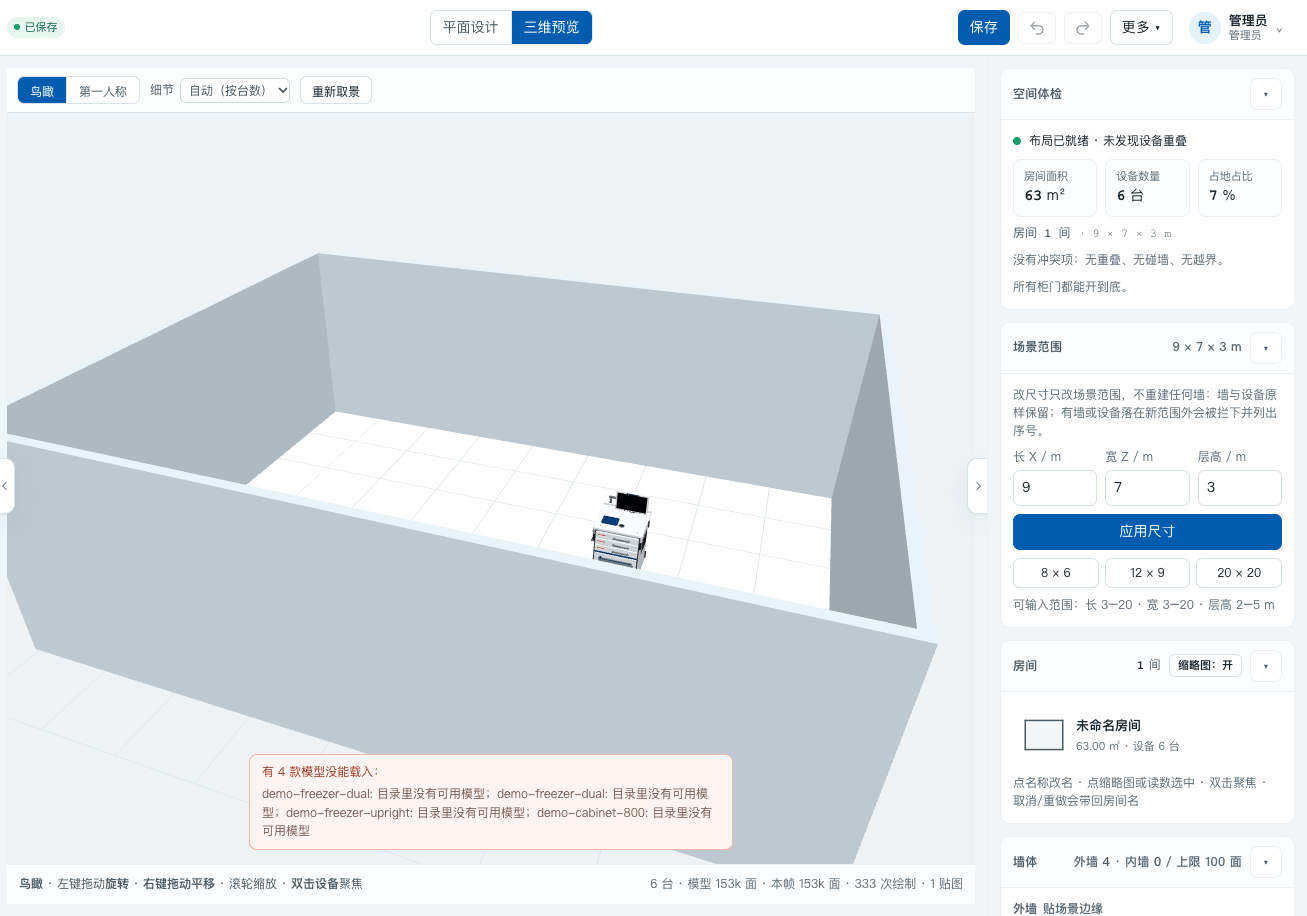 已保存
平面设计 三维预览
保存 更多 ▾
管 管理员
管理员
鸟瞰 第一人称 细节 自动（按台数） 重新取景
有 4 款模型没能载入：
demo-freezer-dual: 目录里没有可用模型；demo-freezer-dual: 目录里没有可用模
型；demo-freezer-upright: 目录里没有可用模型；demo-cabinet-800: 目录里没有
可用模型
鸟瞰 · 左键拖动旋转 · 右键拖动平移 · 滚轮缩放 · 双击设备聚焦
6 台 · 模型 153k 面 · 本帧 153k 面 · 333 次绘制 · 1 贴图
空间体检
布局已就绪 · 未发现设备重叠
房间面积 设备数量 占地占比
63 m² 6 台 7 %
房间 1 间 · 9 × 7 × 3 m
没有冲突项：无重叠、无碰墙、无越界。
所有柜门都能开到底。
场景范围 9 × 7 × 3 m
改尺寸只改场景范围，不重建任何墙：墙与设备原
样保留；有墙或设备落在新范围外会被拦下并列出
序号。
长 X / m 宽 Z / m 层高 / m
9 7 3
应用尺寸
8 × 6 12 × 9 20 × 20
可输入范围：长 3—20 · 宽 3—20 · 层高 2—5 m
房间 1 间 缩略图：开
未命名房间
63.00 ㎡ · 设备 6 台
点名称改名 · 点缩略图或读数选中 · 双击聚焦 ·
取消/重做会带回房间名
墙体 外墙 4 · 内墙 0 / 上限 100 面
外墙 贴场景边缘